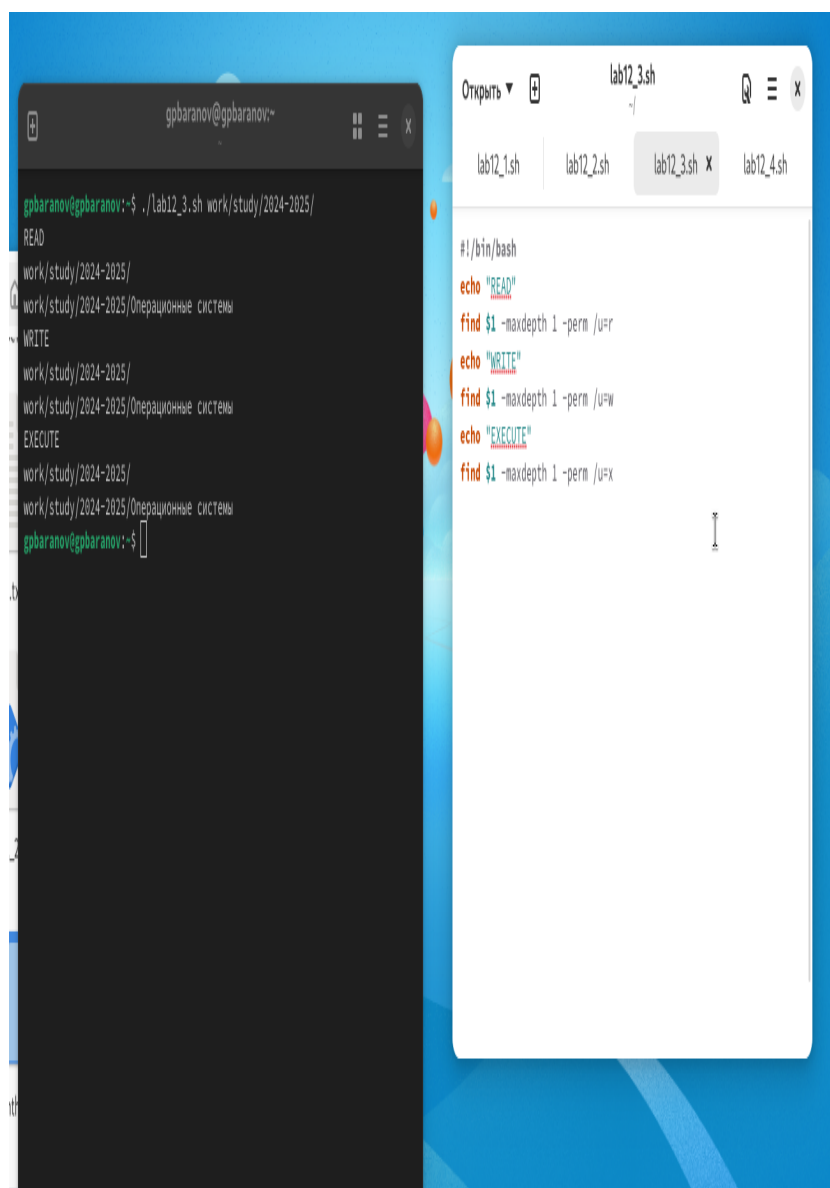 gpbaranov@gpbaranov:~
~
gpbaranov@gpbaranov:~$ ./lab12_3.sh work/study/2024-2025/
READ
work/study/2024-2025/
work/study/2024-2025/Операционные системы
WRITE
work/study/2024-2025/
work/study/2024-2025/Операционные системы
EXECUTE
work/study/2024-2025/
work/study/2024-2025/Операционные системы
gpbaranov@gpbaranov:~$
Открыть
lab12_3.sh
~/
lab12_1.sh
lab12_2.sh
lab12_3.sh
lab12_4.sh
#!/bin/bash
echo "READ"
find $1 -maxdepth 1 -perm /u=r
echo "WRITE"
find $1 -maxdepth 1 -perm /u=w
echo "EXECUTE"
find $1 -maxdepth 1 -perm /u=x